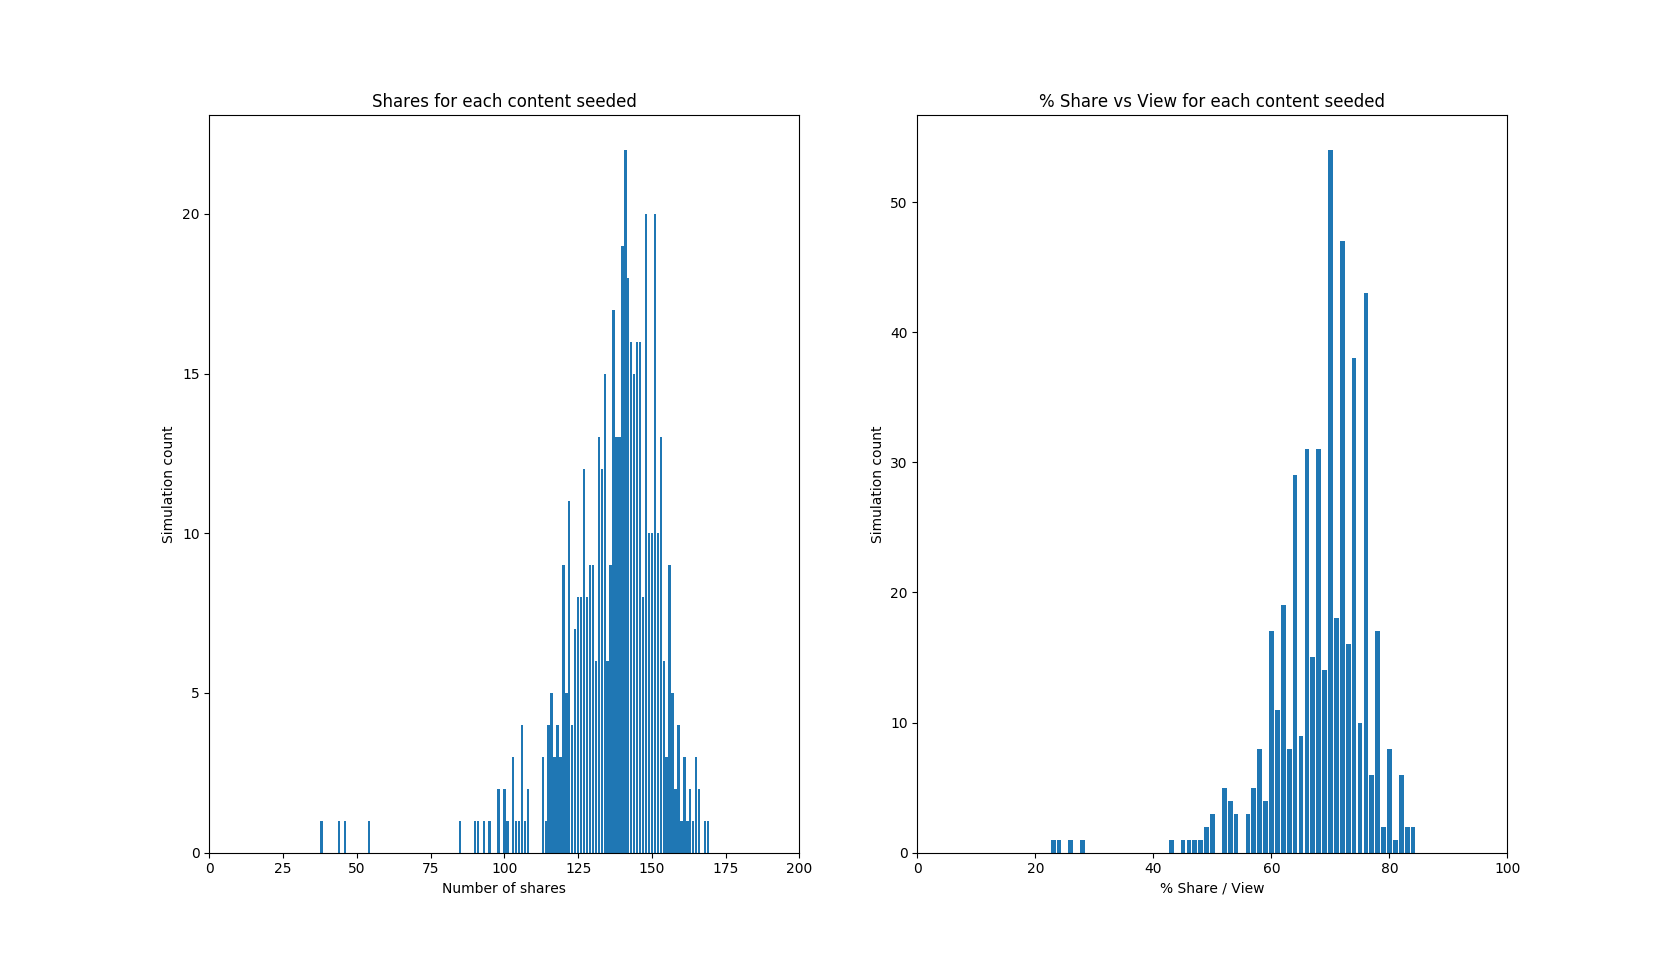 Shares for each content seeded
20
15
10
5
0
Simulation count
0 25 50 75 100 125 150 175 200
Number of shares
% Share vs View for each content seeded
50
40
30
20
10
0
Simulation count
0 20 40 60 80 100
% Share / View